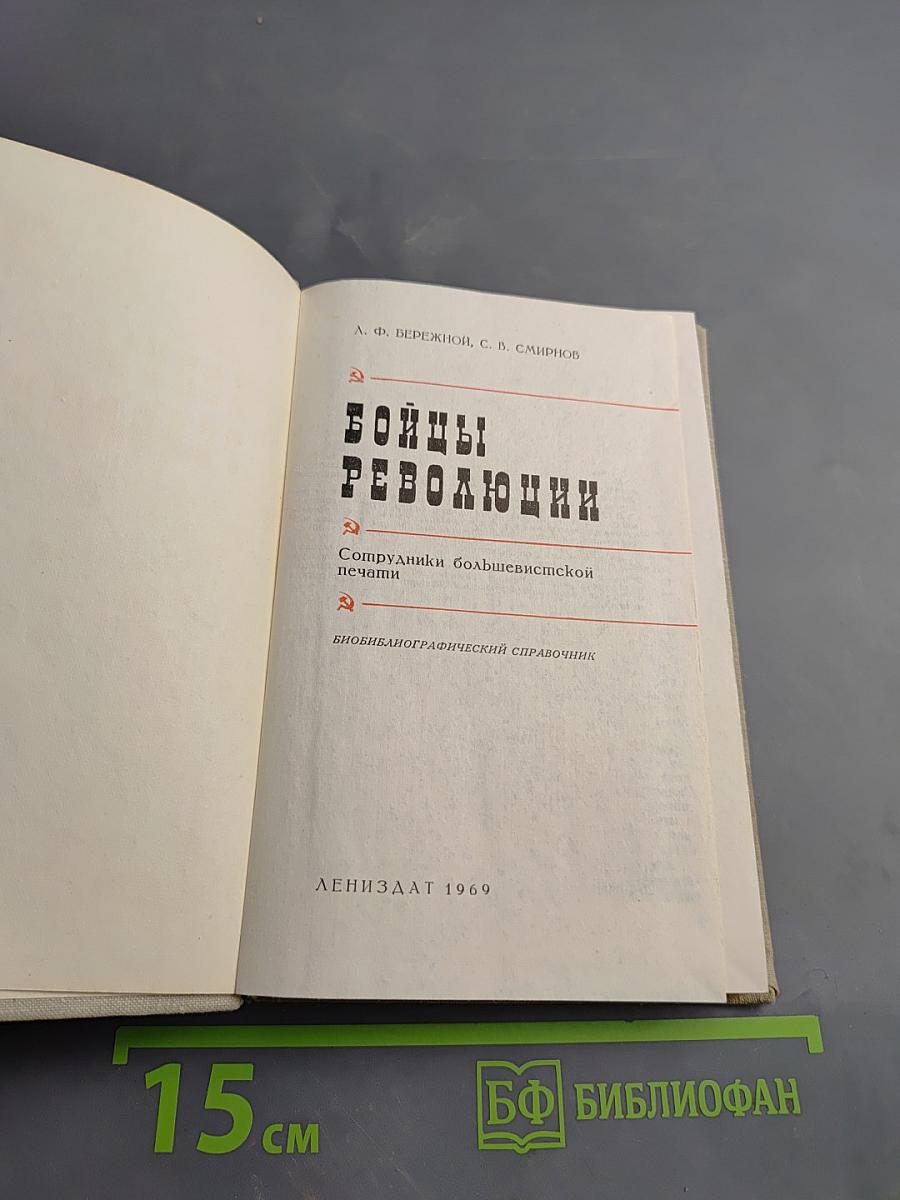 А. Ф. БЕРЕЖНОЙ, С. В. СМИРНОВ
БОЙЦЫ
РЕВОЛЮЦИИ
Сотрудники большевистской
печати
БИОБИБЛИОГРАФИЧЕСКИЙ СПРАВОЧНИК
ЛЕНИЗДАТ 1969
15 см
БФ БИБЛИОФАН